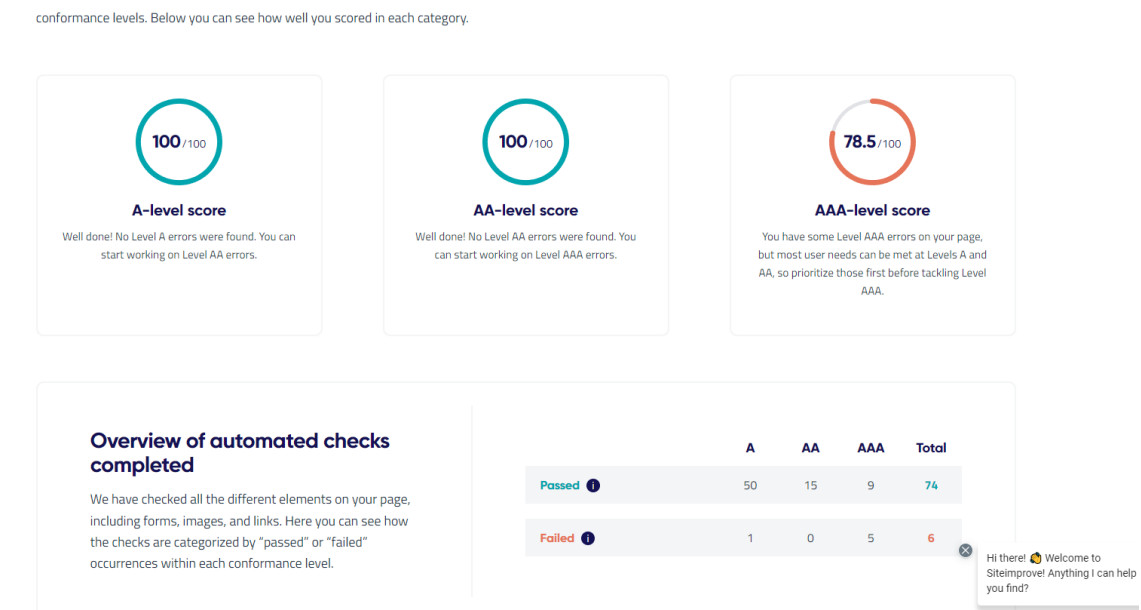 conformance levels. Below you can see how well you scored in each category.
100/100
A-level score
Well done! No Level A errors were found. You can
start working on Level AA errors.
100/100
AA-level score
Well done! No Level AA errors were found. You
can start working on Level AAA errors.
78.5/100
AAA-level score
You have some Level AAA errors on your page,
but most user needs can be met at Levels A and
AA, so prioritize those first before tackling Level
AAA.
Overview of automated checks
completed
We have checked all the different elements on your page,
including forms, images, and links. Here you can see how
the checks are categorized by “passed” or “failed”
occurrences within each conformance level.
A AA AAA Total
Passed i 50 15 9 74
Failed i 1 0 5 6
Hi there! 👏 Welcome to
Siteimprove! Anything I can help
you find?